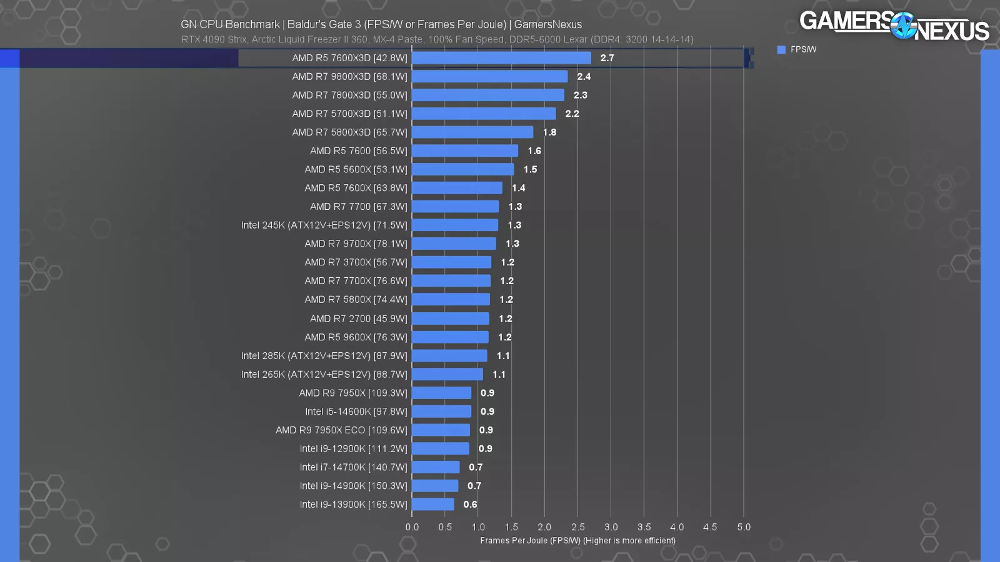 GAMERS NEXUS
GN CPU Benchmark | Baldur's Gate 3 (FPS/W or Frames Per Joule) | GamersNexus
RTX 4090 Strix, Arctic Liquid Freezer II 360, MX-4 Paste, 100% Fan Speed, DDR5-6000 Lexar (DDR4: 3200 14-14-14)
FPS/W
AMD R5 7600X3D [42.8W] 2.7
AMD R7 9800X3D [68.1W] 2.4
AMD R7 7800X3D [55.0W] 2.3
AMD R7 5700X3D [51.1W] 2.2
AMD R7 5800X3D [65.7W] 1.8
AMD R5 7600 [56.5W] 1.6
AMD R5 5600X [53.1W] 1.5
AMD R5 7600X [63.8W] 1.4
AMD R7 7700 [67.3W] 1.3
Intel 245K (ATX12V+EPS12V) [71.5W] 1.3
AMD R7 9700X [78.1W] 1.3
AMD R7 3700X [56.7W] 1.2
AMD R7 7700X [76.6W] 1.2
AMD R7 5800X [74.4W] 1.2
AMD R7 2700 [45.9W] 1.2
AMD R5 9600X [76.3W] 1.2
Intel 285K (ATX12V+EPS12V) [87.9W] 1.1
Intel 265K (ATX12V+EPS12V) [88.7W] 1.1
AMD R9 7950X [109.3W] 0.9
Intel i5-14600K [97.8W] 0.9
AMD R9 7950X ECO [109.6W] 0.9
Intel i9-12900K [111.2W] 0.9
Intel i7-14700K [140.7W] 0.7
Intel i9-14900K [150.3W] 0.7
Intel i9-13900K [165.5W] 0.6
0.0 0.5 1.0 1.5 2.0 2.5 3.0 3.5 4.0 4.5 5.0
Frames Per Joule (FPS/W) (Higher is more efficient)